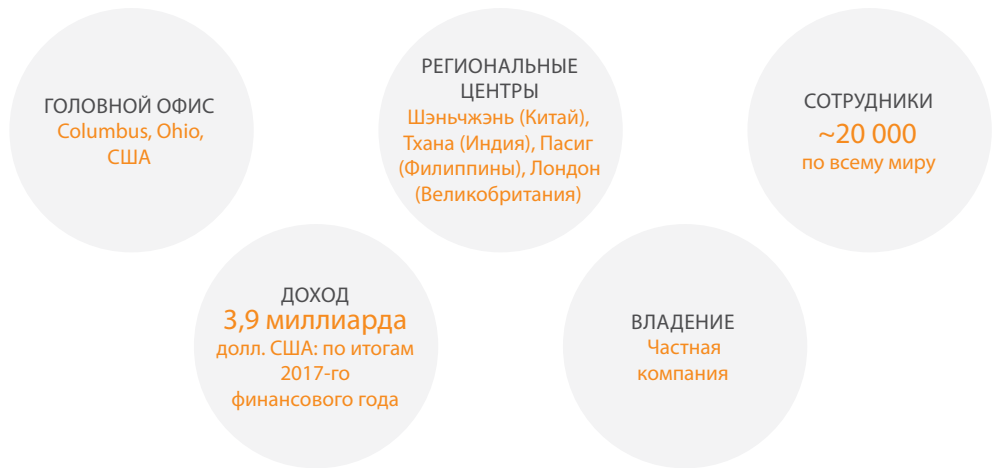 ГОЛОВНОЙ ОФИС
Columbus, Ohio,
США
РЕГИОНАЛЬНЫЕ
ЦЕНТРЫ
Шэньчжэнь (Китай),
Тхана (Индия), Пасиг
(Филиппины), Лондон
(Великобритания)
СОТРУДНИКИ
~20 000
по всему миру
ДОХОД
3,9 миллиарда
долл. США: по итогам
2017-го
финансового года
ВЛАДЕНИЕ
Частная
компания